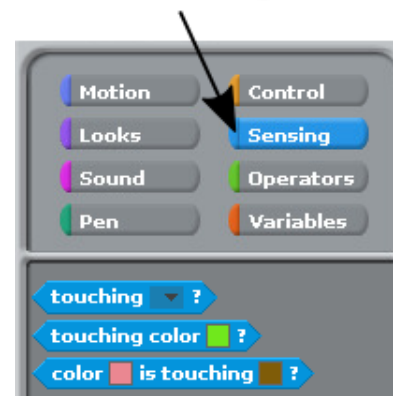 Motion Control
Looks Sensing
Sound Operators
Pen Variables
touching ?
touching color ?
color is touching ?